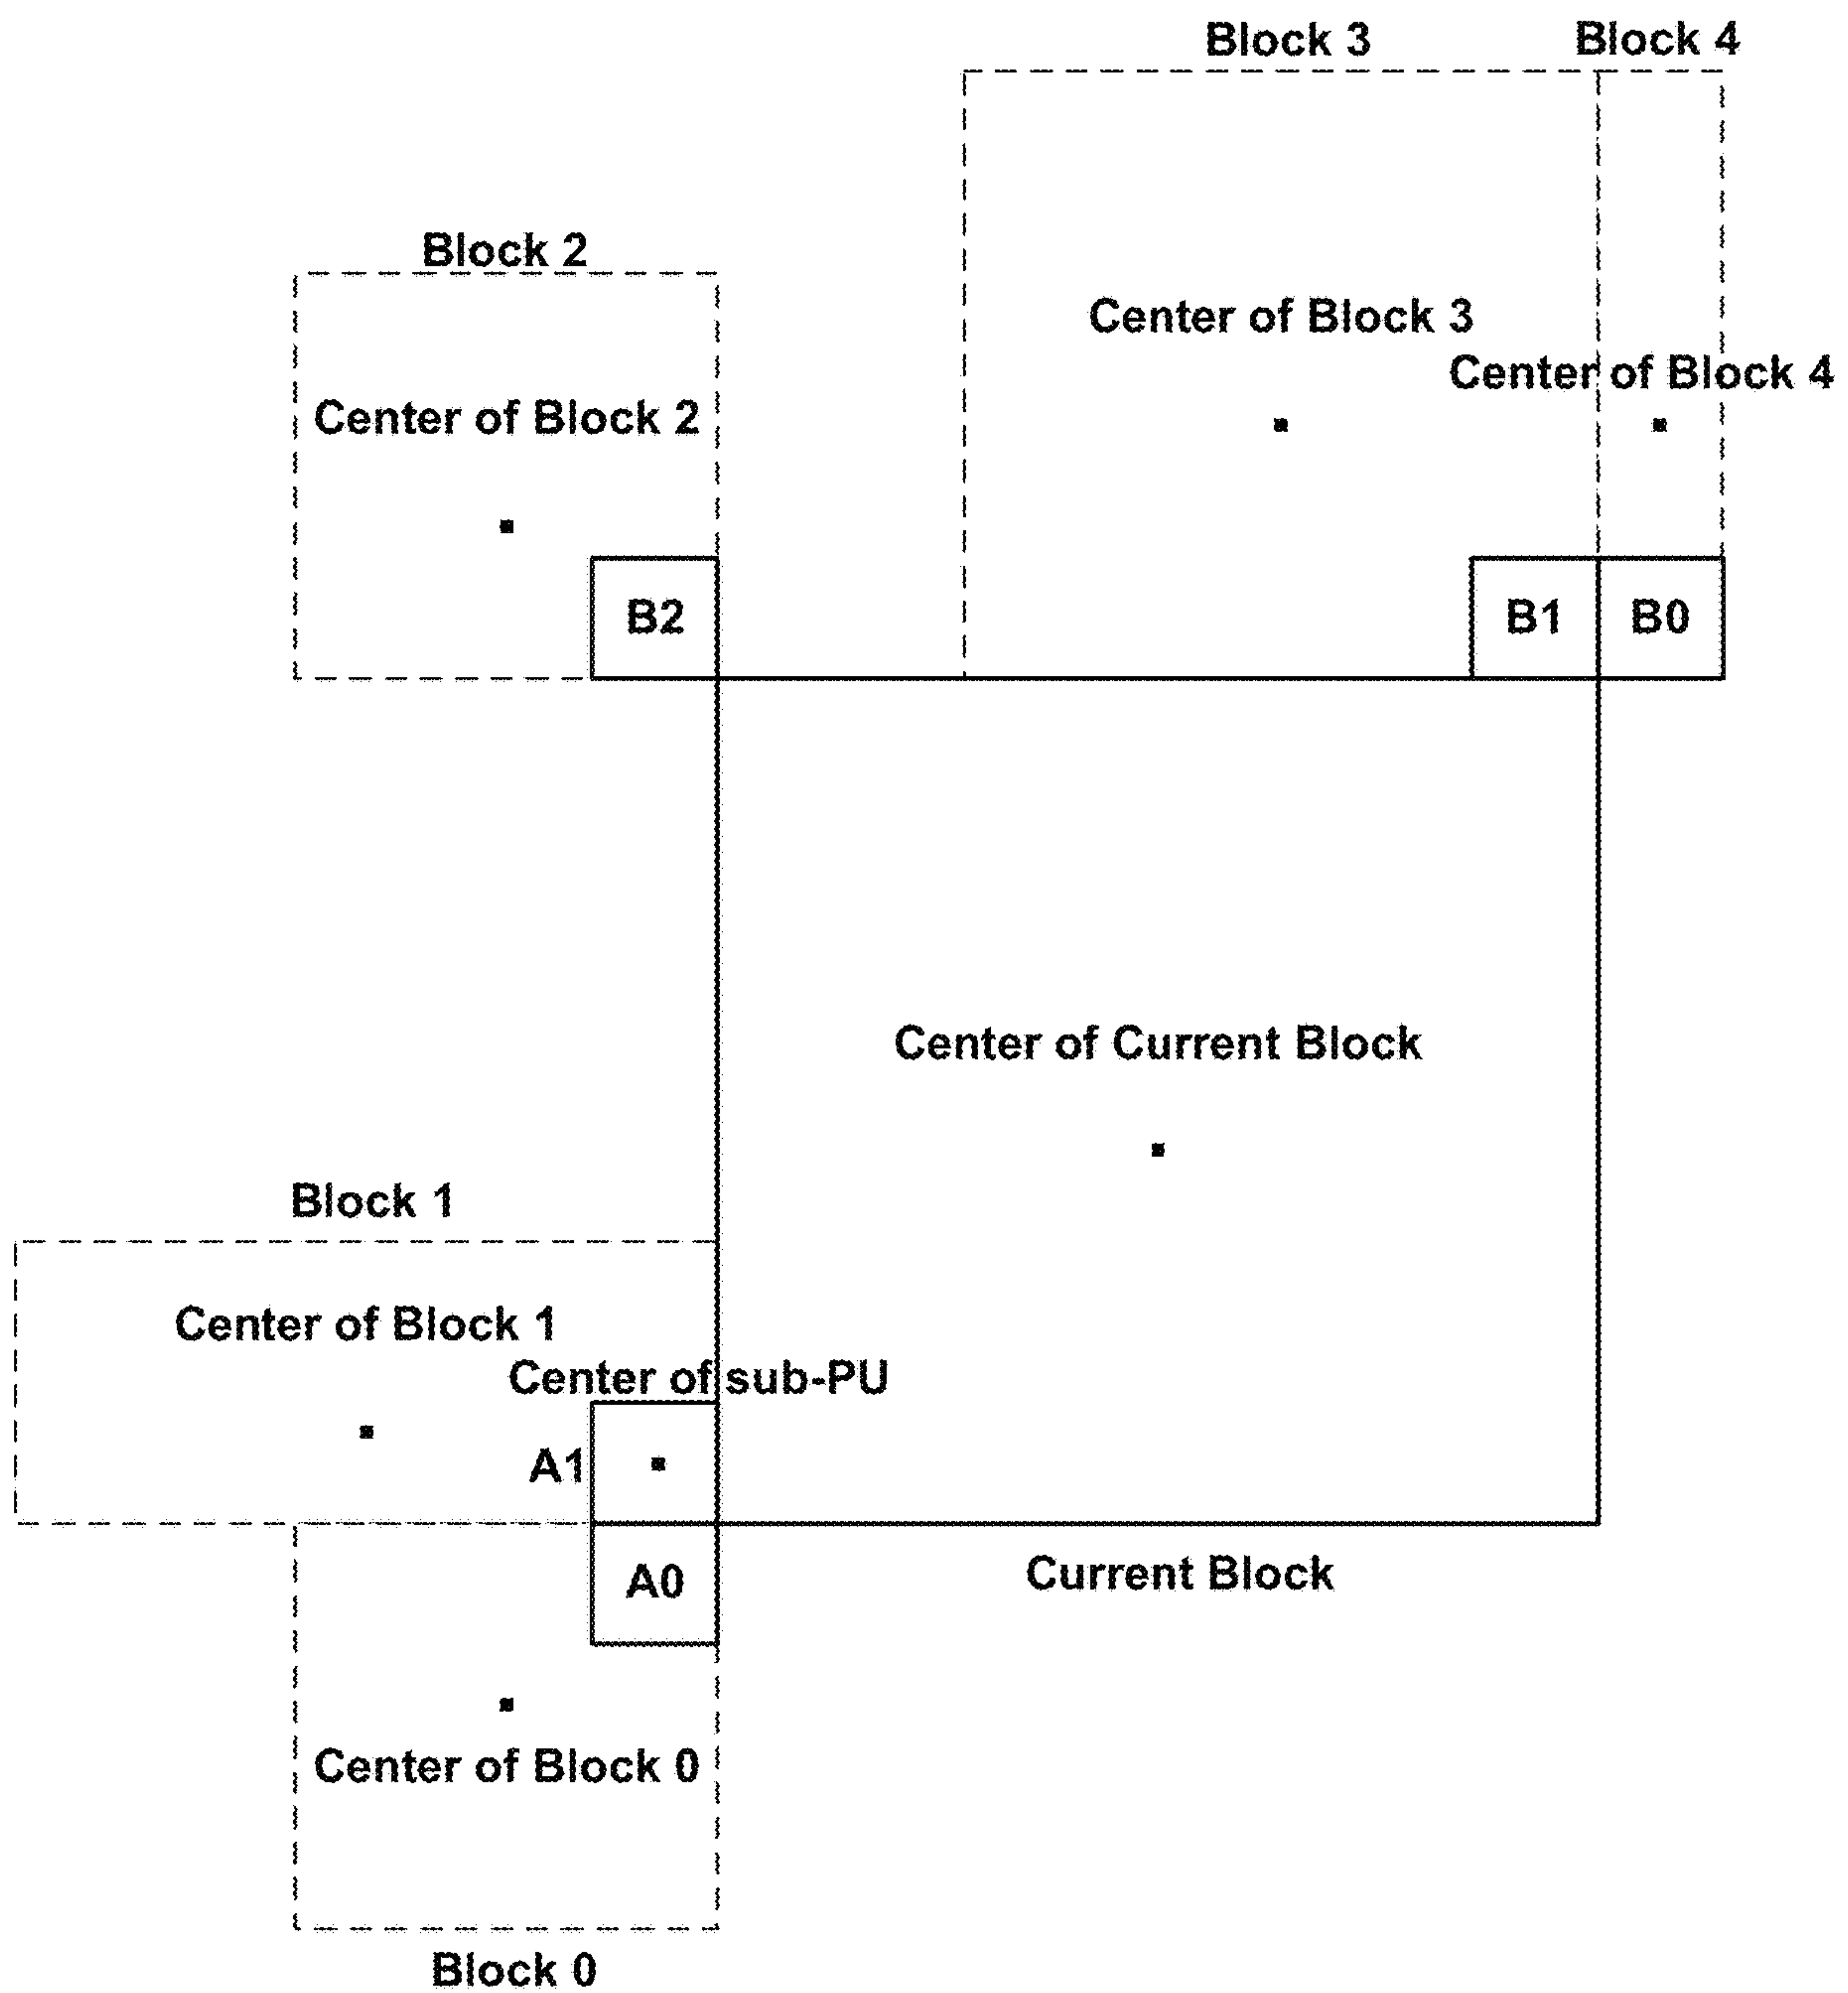 Block 3
Block 4
Block 2
Center of Block 3
Center of Block 4
Center of Block 2
B2
B1
B0
Center of Current Block
Block 1
Center of Block 1
Center of sub-PU
A1
A0
Current Block
Center of Block 0
Block 0